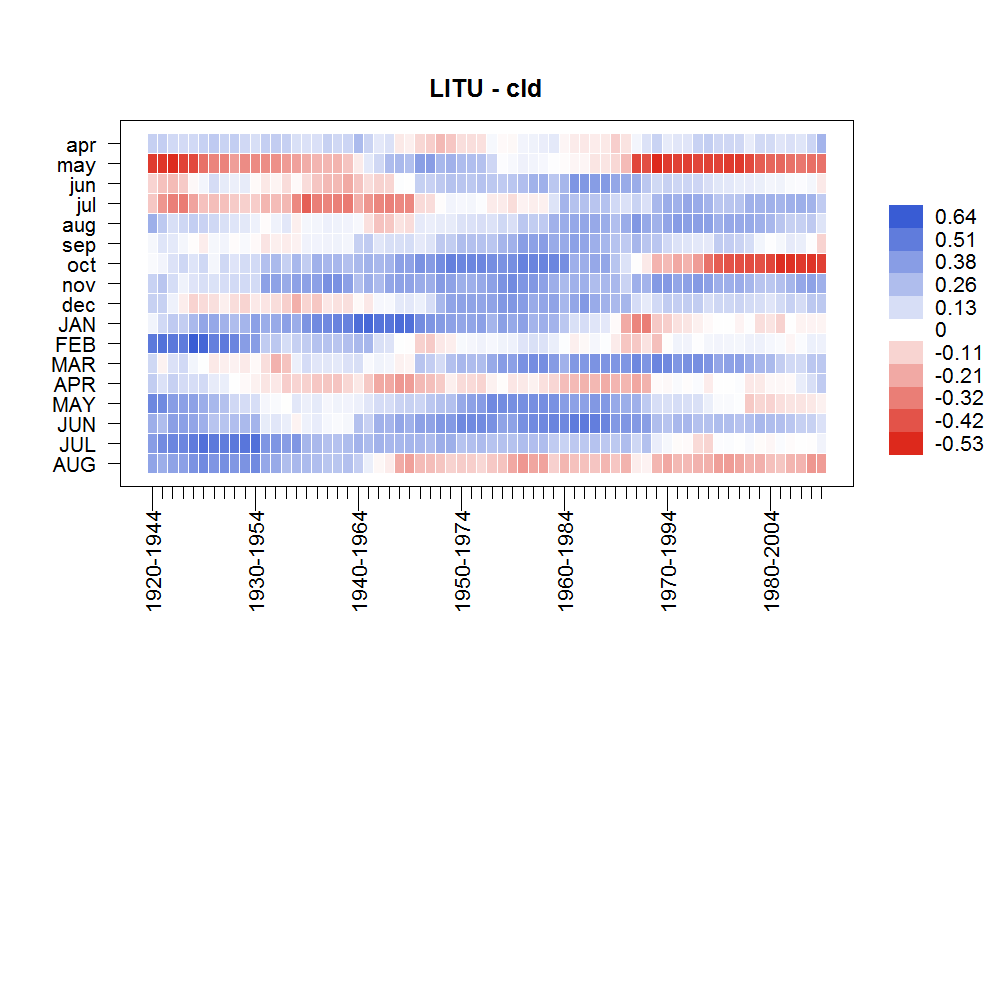 LITU - cld
apr
may
jun
jul
aug
sep
oct
nov
dec
JAN
FEB
MAR
APR
MAY
JUN
JUL
AUG
0.64
0.51
0.38
0.26
0.13
0
-0.11
-0.21
-0.32
-0.42
-0.53
1920-1944
1930-1954
1940-1964
1950-1974
1960-1984
1970-1994
1980-2004